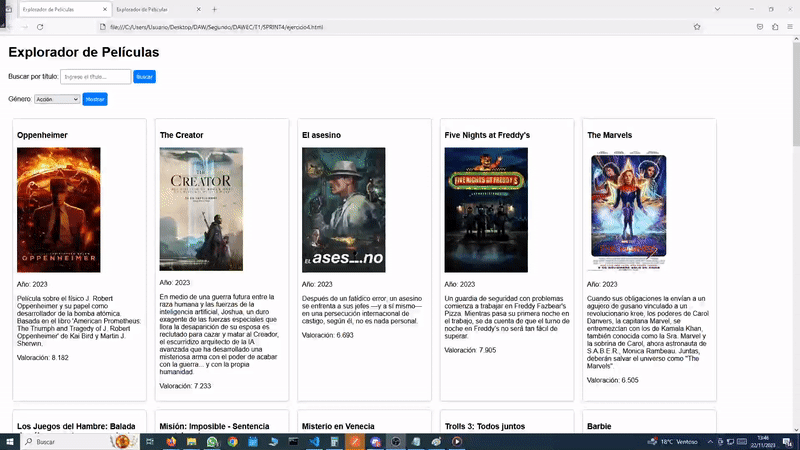 Explorador de Películas
Explorador de Películas
file:///C:/Users/Usuario/Desktop/DAW/Segundo/DAWEC/T1/SPRINT4/ejercicio4.html
Explorador de Películas
Buscar por título: Ingrese el título... Buscar
Género: Acción Mostrar
Oppenheimer
OPPENHEIMER
Año: 2023
Película sobre el físico J. Robert
Oppenheimer y su papel como
desarrollador de la bomba atómica.
Basada en el libro 'American Prometheus:
The Triumph and Tragedy of J. Robert
Oppenheimer' de Kai Bird y Martin J.
Sherwin.
Valoración: 8.182
The Creator
THE
CREATOR
Año: 2023
En medio de una guerra futura entre la
raza humana y las fuerzas de la
inteligencia artificial, Joshua, un duro
exagente de las fuerzas especiales que
llora la desaparición de su esposa es
reclutado para cazar y matar al Creador,
el escurridizo arquitecto de la IA
avanzada que ha desarrollado una
misteriosa arma con el poder de acabar
con la guerra... y con la propia
humanidad
Valoración: 7.233
El asesino
EL ases__no
Año: 2023
Después de un fatídico error, un asesino
se enfrenta a sus jefes —y a sí mismo—
en una persecución internacional de
castigo, según él, no es nada personal.
Valoración: 6.693
Five Nights at Freddy's
FIVE NIGHTS AT FREDDY'S
Año: 2023
Un guardia de seguridad con problemas
comienza a trabajar en Freddy Fazbear's
Pizza. Mientras pasa su primera noche en
el trabajo, se da cuenta de que el turno de
noche en Freddy's no será tan fácil de
superar.
Valoración: 7.905
The Marvels
Año: 2023
Cuando sus obligaciones la envían a un
agujero de gusano vinculado a un
revolucionario kree, los poderes de Carol
Danvers, la capitana Marvel, se
entremezclan con los de Kamala Khan,
también conocida como la Sra. Marvel y
la sobrina de Carol, ahora astronauta de
S.A.B.E.R., Monica Rambeau. Juntas,
deberán salvar el universo como "The
Marvels".
Valoración: 6.505
Los Juegos del Hambre: Balada
Misión: Imposible - Sentencia
Misterio en Venecia
Trolls 3: Todos juntos
Barbie
Buscar
18°C Ventoso
13:46
22/11/2023